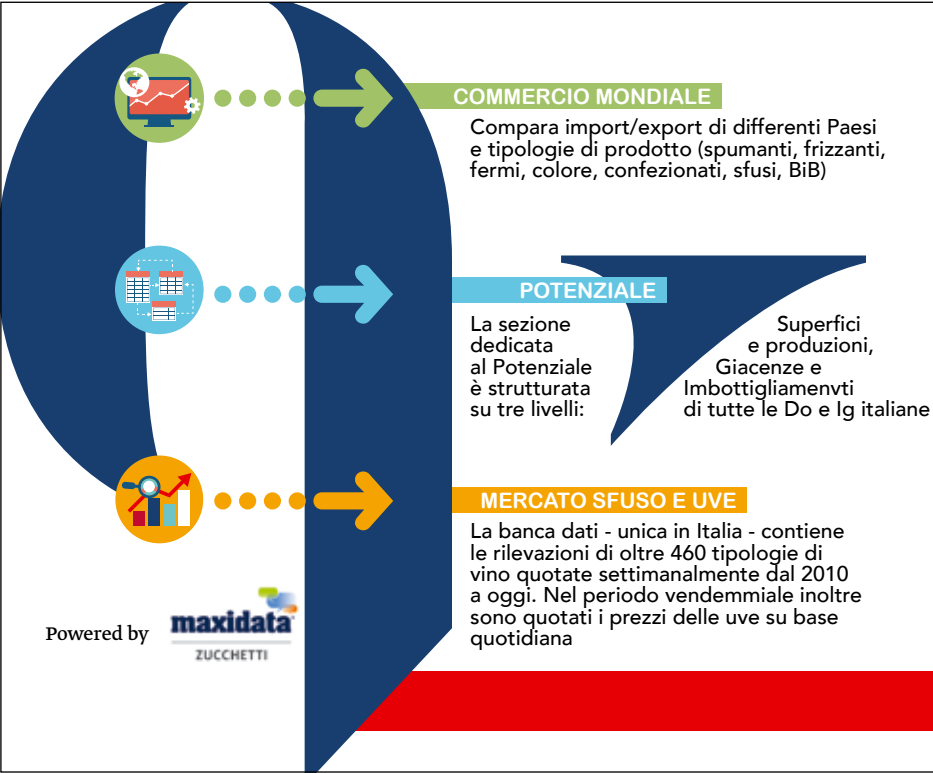 COMMERCIO MONDIALE
Compara import/export di differenti Paesi
e tipologie di prodotto (spumanti, frizzanti,
fermi, colore, confezionati, sfusi, BiB)
POTENZIALE
La sezione
dedicata
al Potenziale
è strutturata
su tre livelli:
Superfici
e produzioni,
Giacenze e
Imbottigliamenvti
di tutte le Do e Ig italiane
MERCATO SFUSO E UVE
La banca dati - unica in Italia - contiene
le rilevazioni di oltre 460 tipologie di
vino quotate settimanalmente dal 2010
a oggi. Nel periodo vendemmiale inoltre
sono quotati i prezzi delle uve su base
quotidiana
Powered by
maxidata
ZUCCHETTI